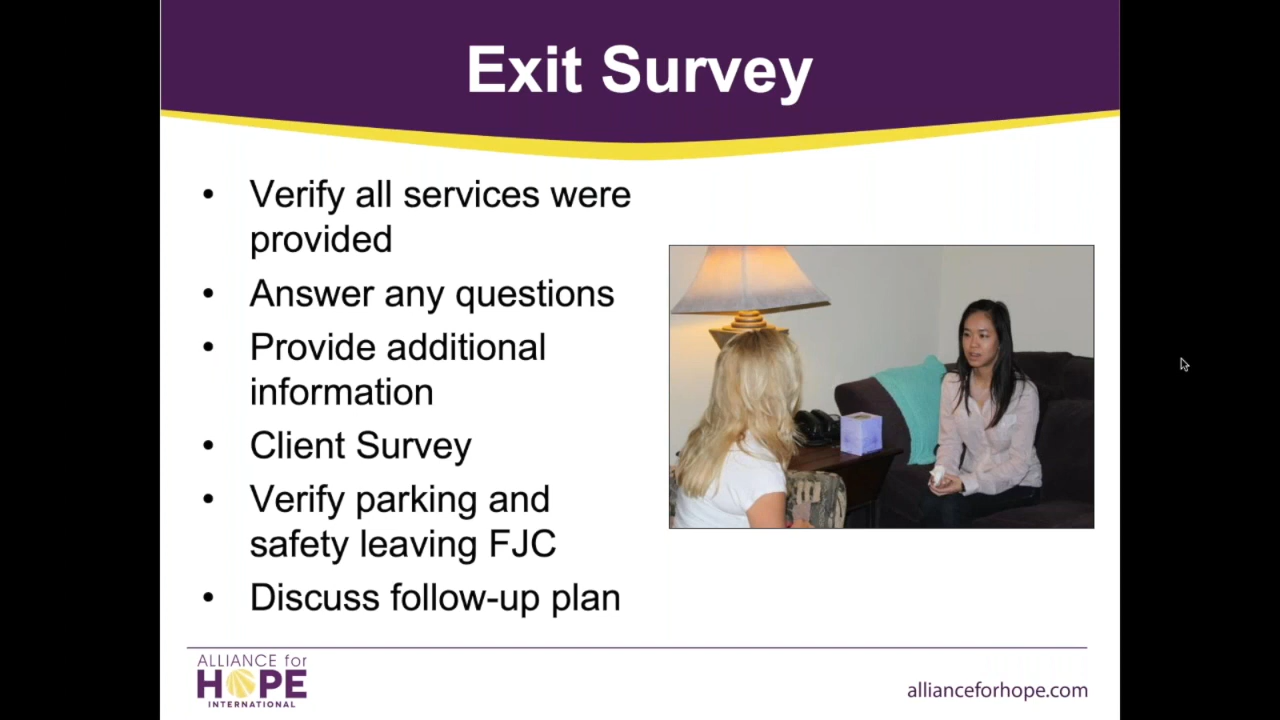 Exit Survey
• Verify all services were
provided
• Answer any questions
• Provide additional
information
• Client Survey
• Verify parking and
safety leaving FJC
• Discuss follow-up plan
ALLIANCE for
HOPE
INTERNATIONAL
allianceforhope.com